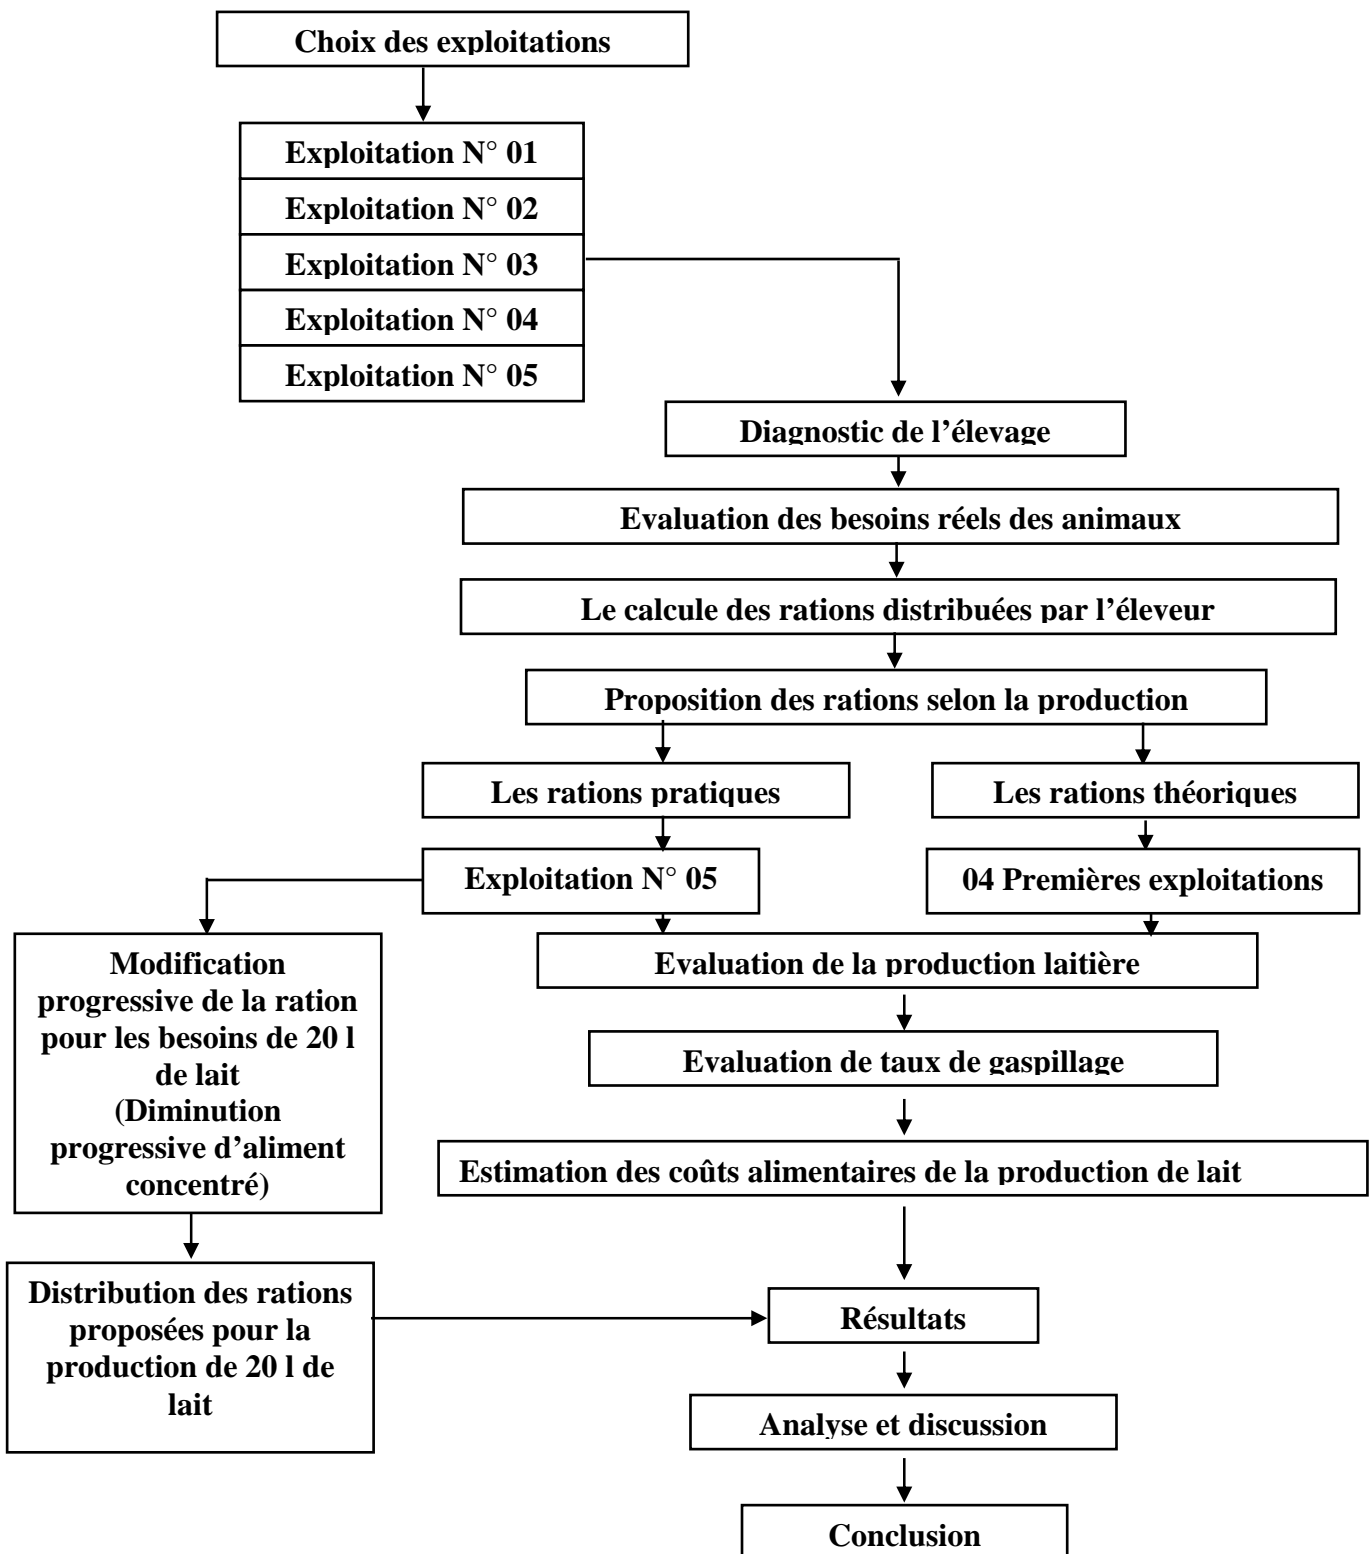 Choix des exploitations
Exploitation N° 01
Exploitation N° 02
Exploitation N° 03
Exploitation N° 04
Exploitation N° 05
Diagnostic de l’élevage
Evaluation des besoins réels des animaux
Le calcule des rations distribuées par l’éleveur
Proposition des rations selon la production
Les rations pratiques
Les rations théoriques
Exploitation N° 05
04 Premières exploitations
Modification
progressive de la ration
pour les besoins de 20 l
de lait
(Diminution
progressive d’aliment
concentré)
Evaluation de la production laitière
Evaluation de taux de gaspillage
Estimation des coûts alimentaires de la production de lait
Distribution des rations
proposées pour la
production de 20 l de
lait
Résultats
Analyse et discussion
Conclusion